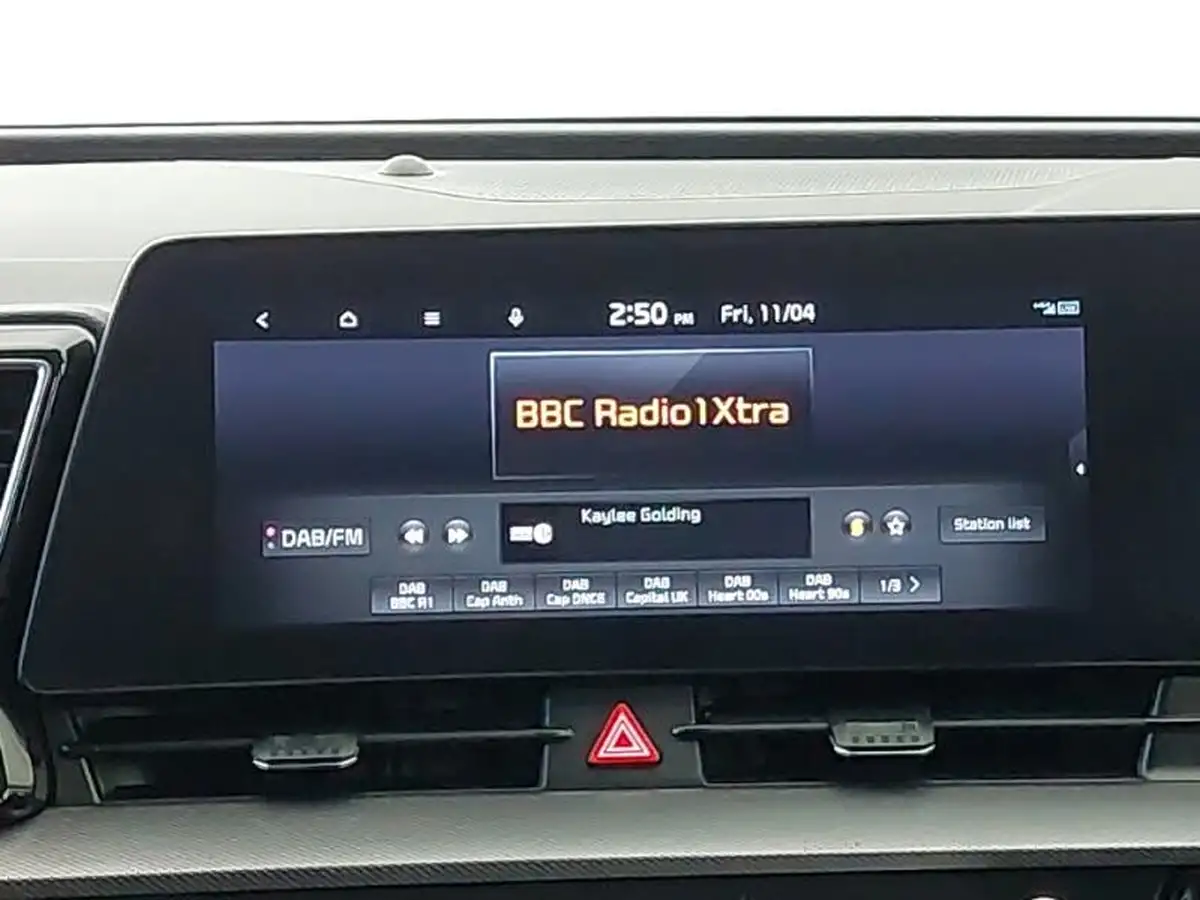 2:50 PM Fri, 11/04
BBC Radio1Xtra
Kaylee Golding
DAB/FM
Station list
DAB
BBC R1
DAB
Cap Anth
DAB
Cap DNCE
DAB
Capital UK
DAB
Heart 00s
DAB
Heart 90s
1/3